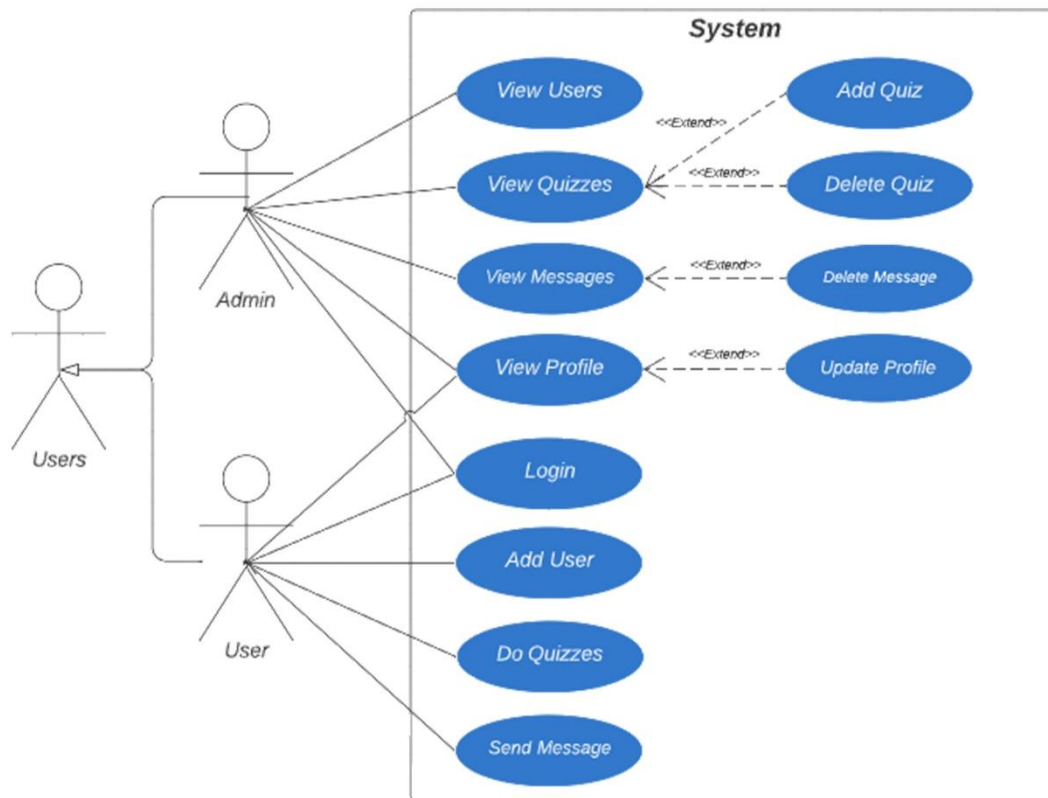 System
View Users
Add Quiz
<<Extend>>
View Quizzes
<<Extend>>
Delete Quiz
Admin
View Messages
<<Extend>>
Delete Message
View Profile
<<Extend>>
Update Profile
Users
Login
Add User
User
Do Quizzes
Send Message